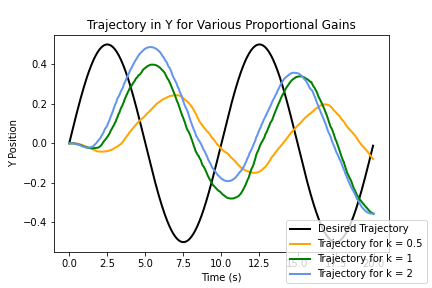 Trajectory in Y for Various Proportional Gains
Y Position
0.4
0.2
0.0
−0.2
−0.4
0.0 2.5 5.0 7.5 10.0 12.5 15.0
Time (s)
Desired Trajectory
Trajectory for k = 0.5
Trajectory for k = 1
Trajectory for k = 2